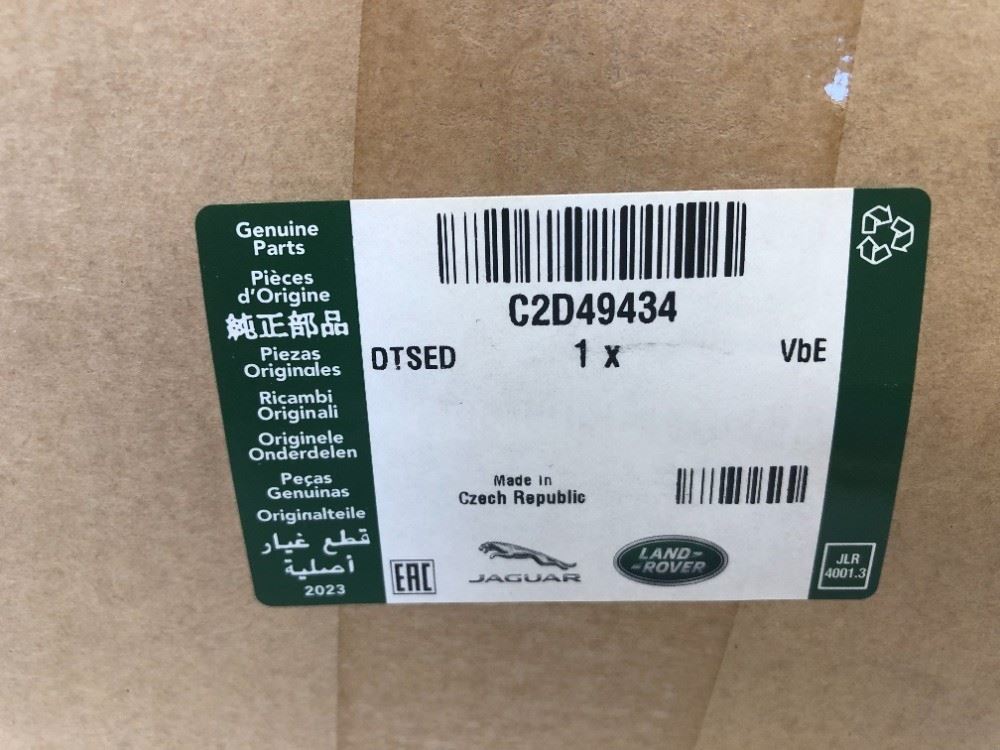 Genuine
Parts
Pièces
d'Origine
純正部品
Piezas
Originales
Ricambi
Originali
Originele
Onderdelen
Peças
Genuinas
Originalteile
قطع غيار
أصلية
2023
C2D49434
DTSED 1 x VbE
Made in
Czech Republic
EAC
JAGUAR
LAND-
-ROVER
JLR
4001.3